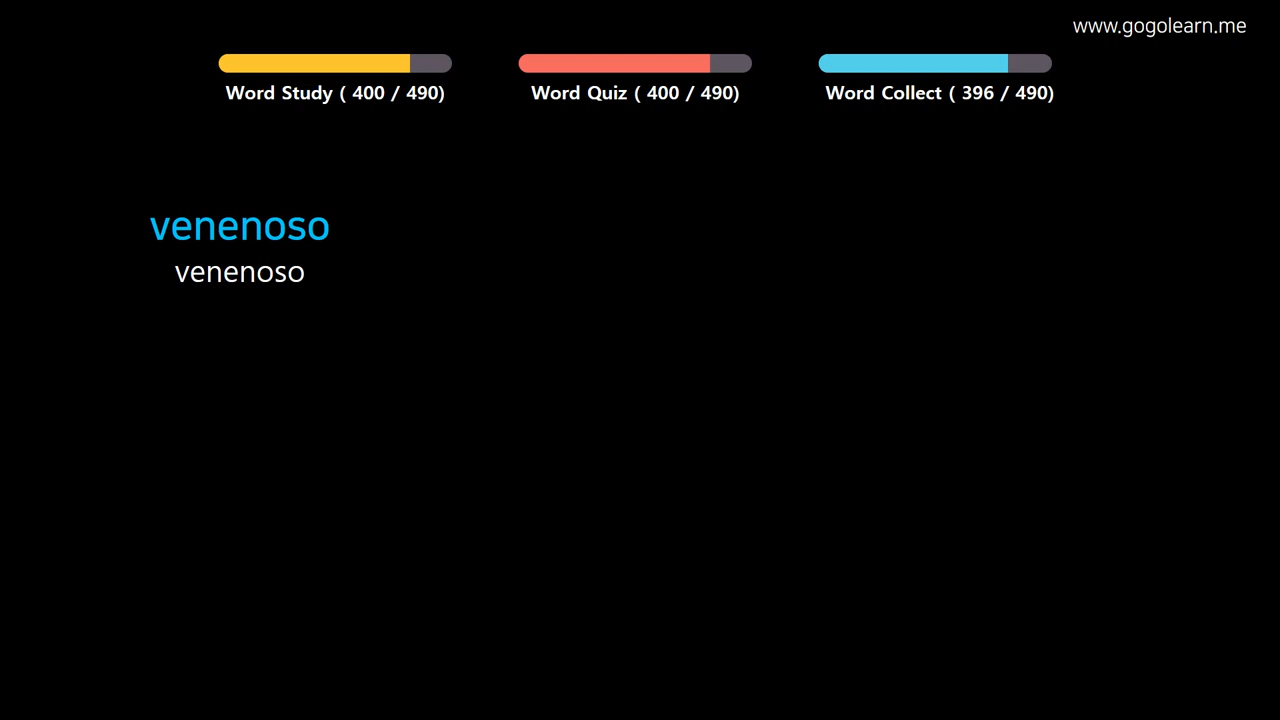 www.gogolearn.me
Word Study ( 400 / 490)
Word Quiz ( 400 / 490)
Word Collect ( 396 / 490)
venenoso
venenoso